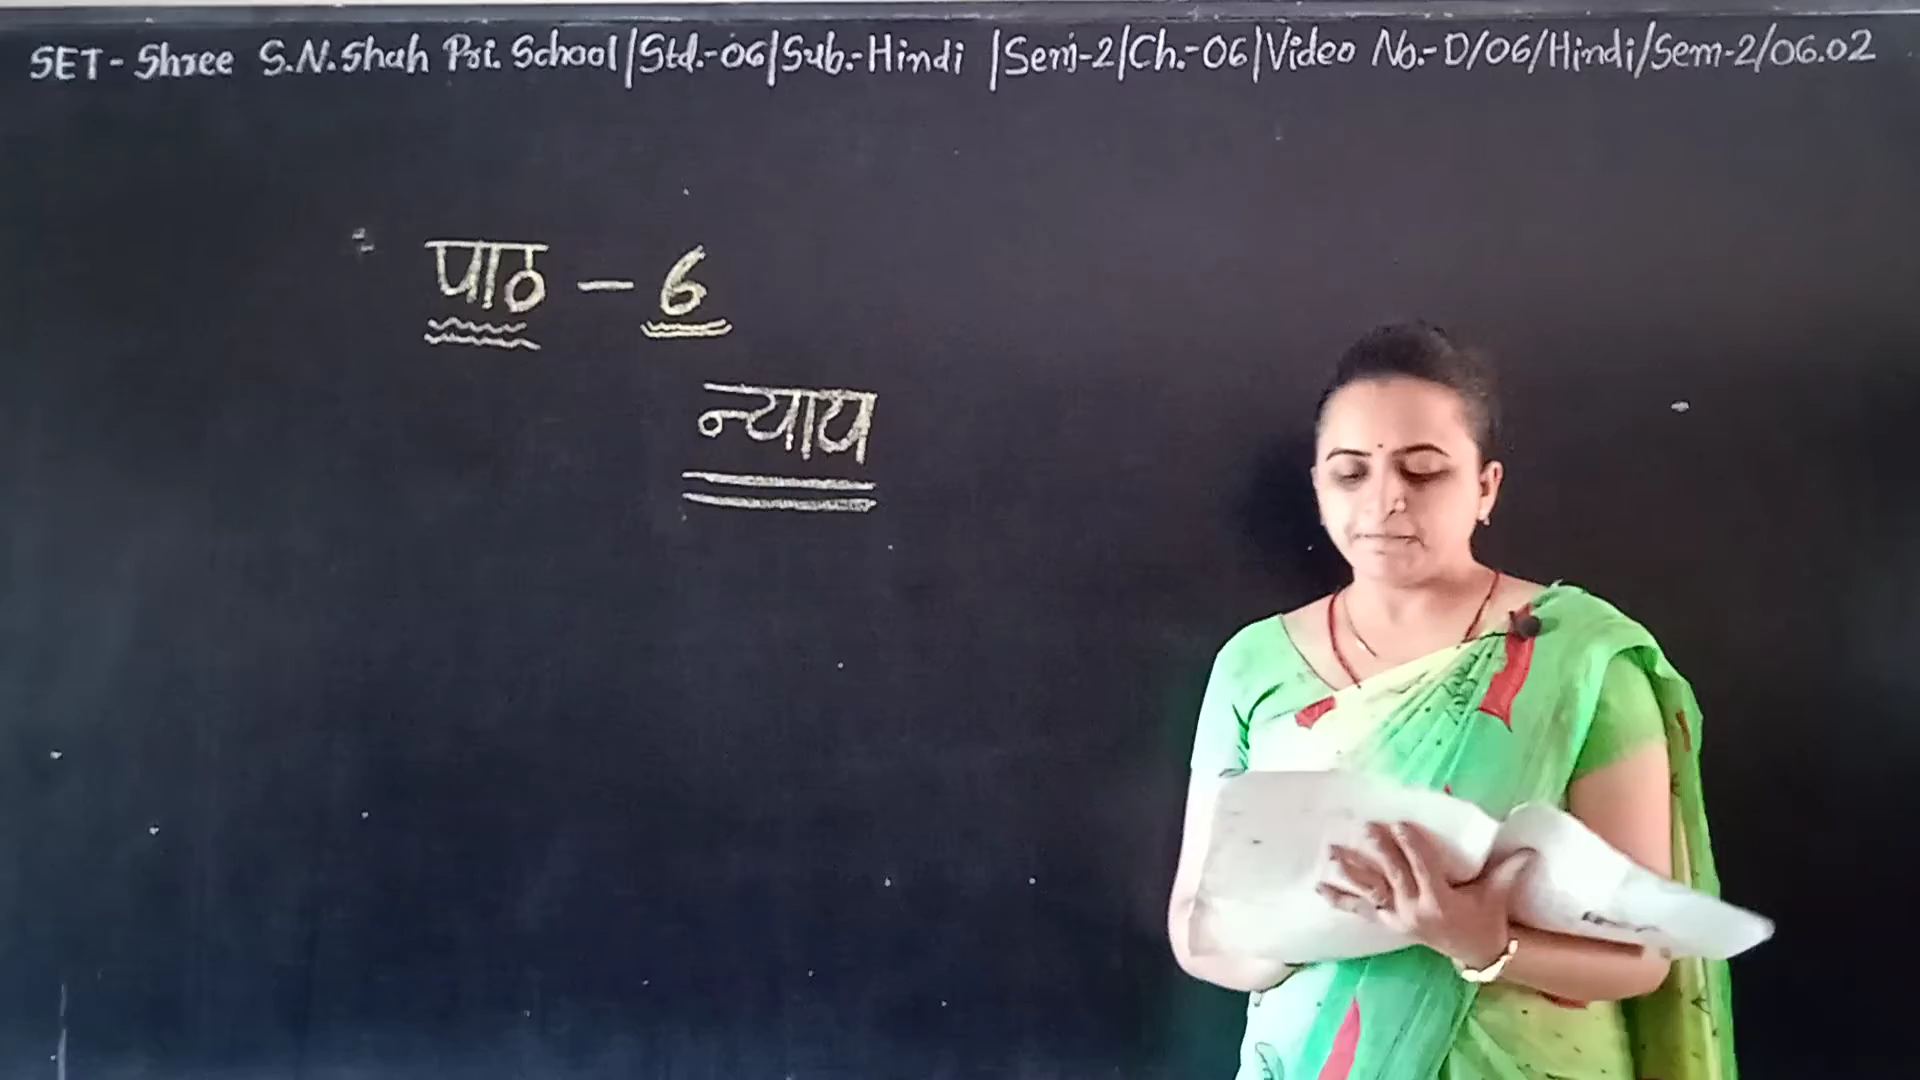 SET - Shree S.N.Shah Pri. School|Std.-06|Sub.-Hindi |Sem-2|Ch.-06|Video No.-D/06/Hindi/Sem-2/06.02
पाठ - 6
न्याय